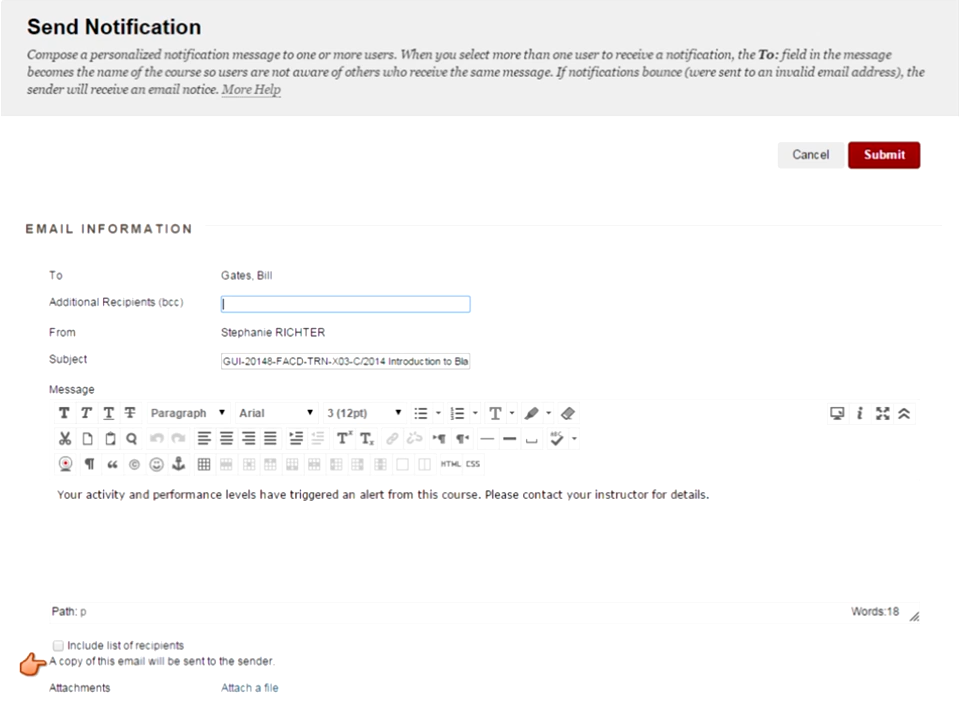 Send Notification
Compose a personalized notification message to one or more users. When you select more than one user to receive a notification, the To: field in the message
becomes the name of the course so users are not aware of others who receive the same message. If notifications bounce (were sent to an invalid email address), the
sender will receive an email notice. More Help
Cancel Submit
EMAIL INFORMATION
To Gates, Bill
Additional Recipients (bcc)
From Stephanie RICHTER
Subject GUI-20148-FACD-TRN-X03-C/2014 Introduction to Bla
Message
T T T T Paragraph Arial 3 (12pt) T
T T
HTML CSS
Your activity and performance levels have triggered an alert from this course. Please contact your instructor for details.
Path: p Words:18
Include list of recipients
A copy of this email will be sent to the sender.
Attachments Attach a file